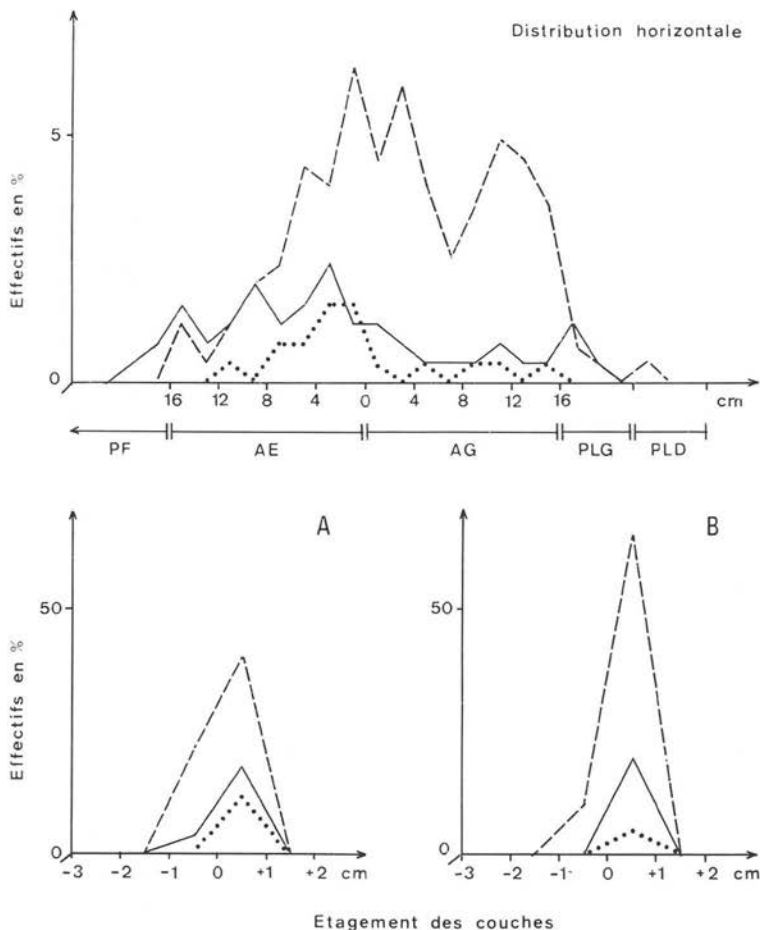 Distribution horizontale
Effectifs en %
5
0
16 12 8 4 0 4 8 12 16 cm
PF AE AG PLG PLD
A
B
Effectifs en %
50
50
0
0
-3 -2 -1 0 +1 +2 cm
-3 -2 -1 0 +1 +2 cm
Etagement des couches